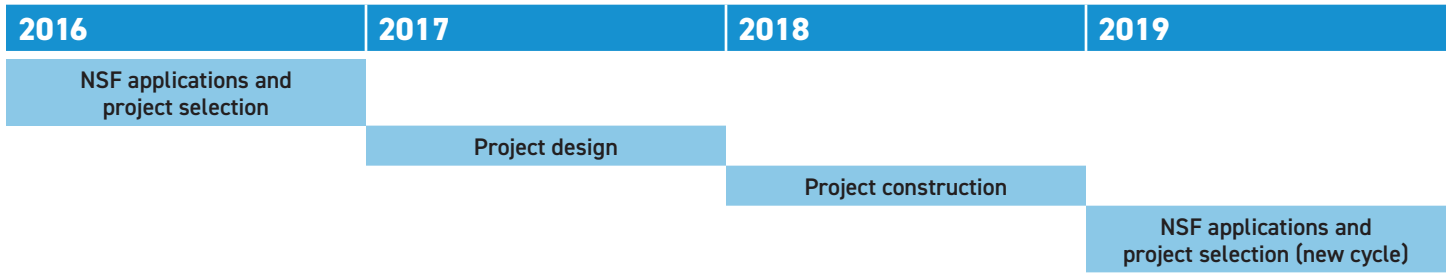 2016 2017 2018 2019
NSF applications and
project selection
Project design
Project construction
NSF applications and
project selection (new cycle)